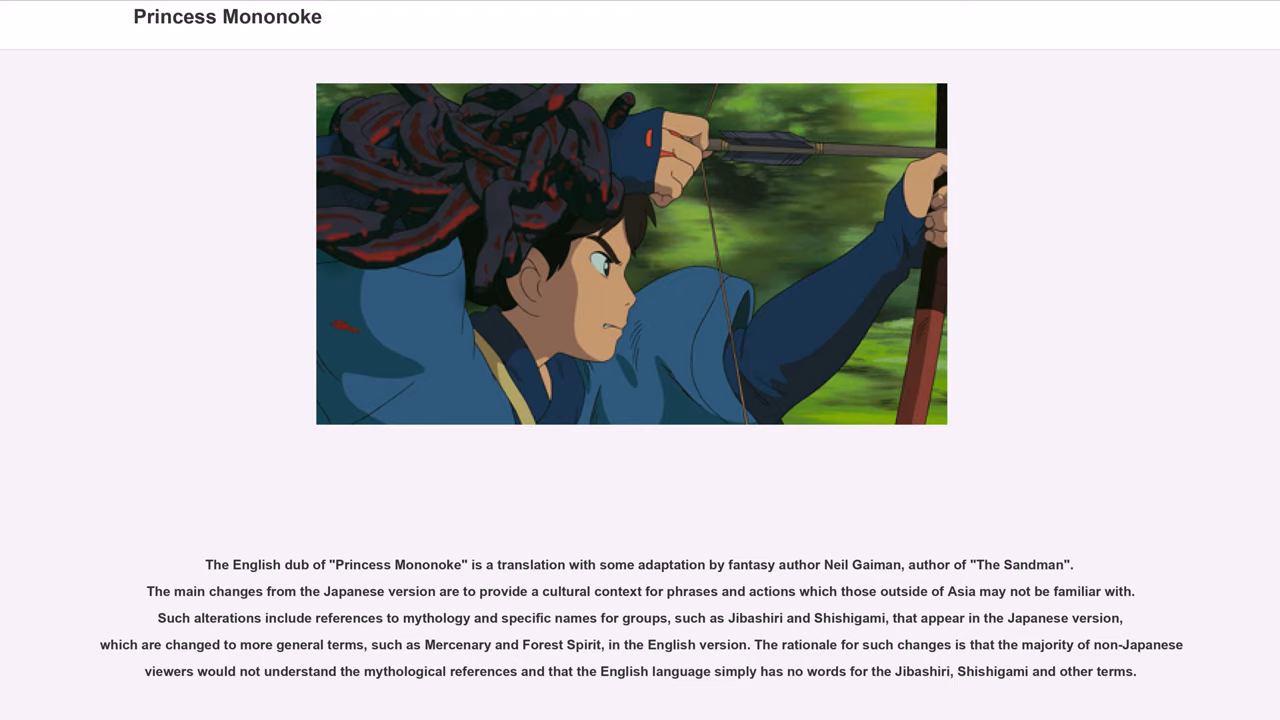 Princess Mononoke
The English dub of "Princess Mononoke" is a translation with some adaptation by fantasy author Neil Gaiman, author of "The Sandman".
The main changes from the Japanese version are to provide a cultural context for phrases and actions which those outside of Asia may not be familiar with.
Such alterations include references to mythology and specific names for groups, such as Jibashiri and Shishigami, that appear in the Japanese version,
which are changed to more general terms, such as Mercenary and Forest Spirit, in the English version. The rationale for such changes is that the majority of non-Japanese
viewers would not understand the mythological references and that the English language simply has no words for the Jibashiri, Shishigami and other terms.